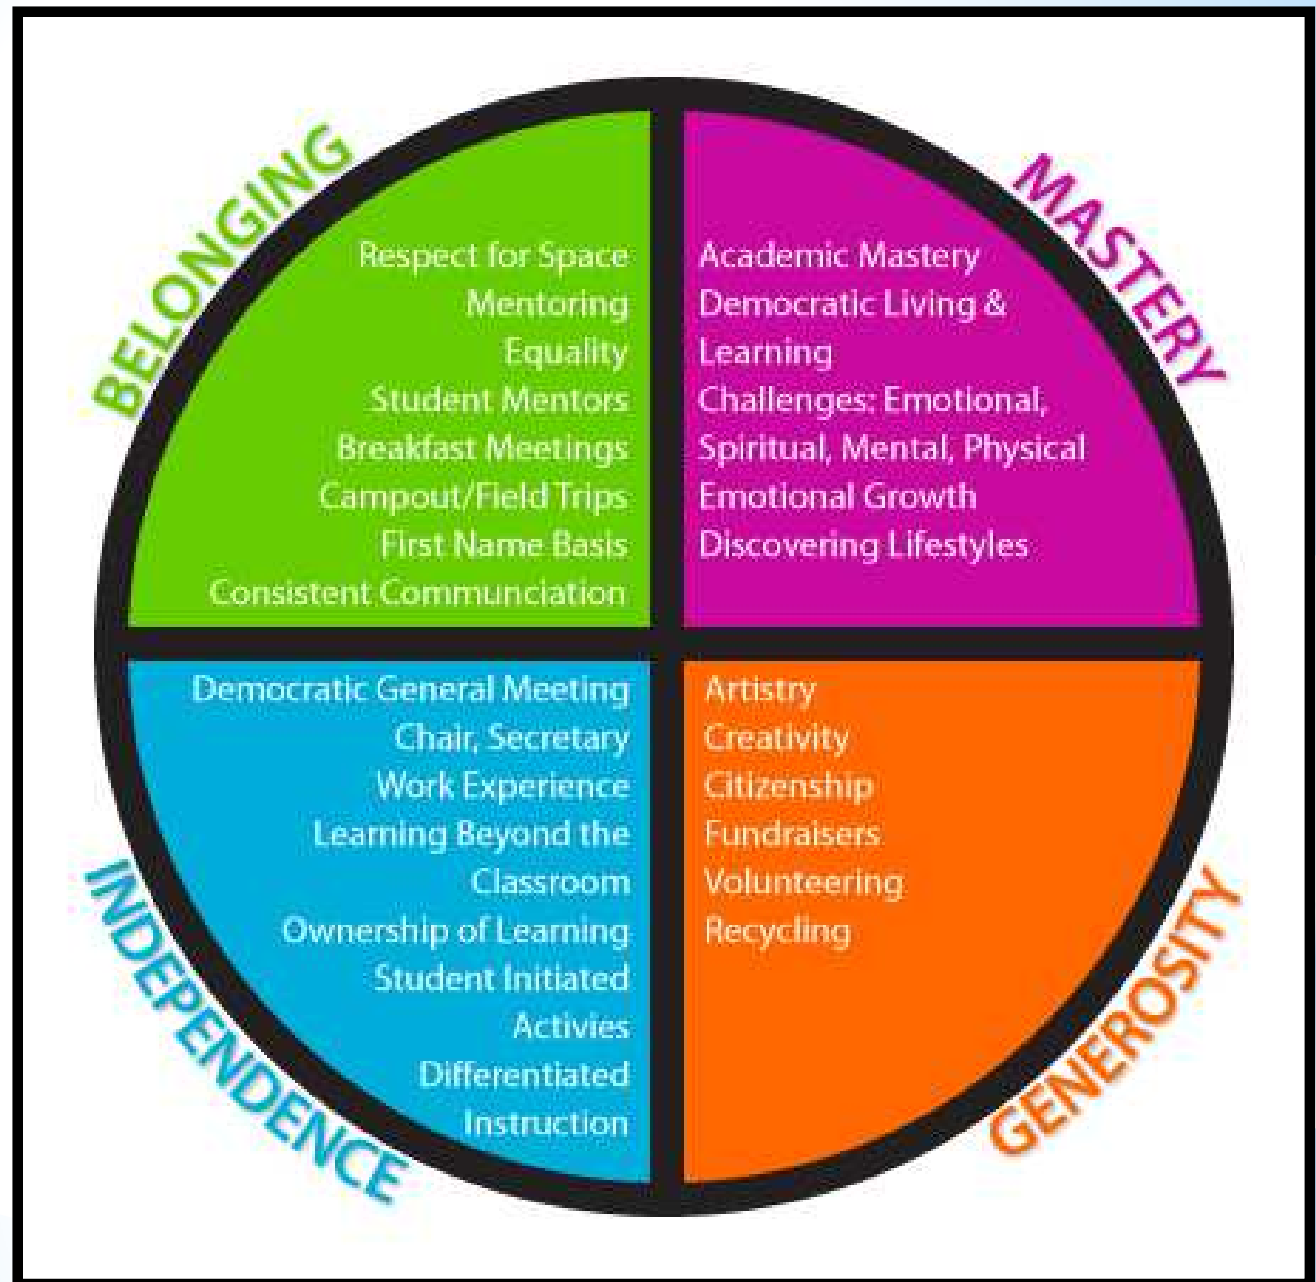 BELONGING
Respect for Space
Mentoring
Equality
Student Mentors
Breakfast Meetings
Campout/Field Trips
First Name Basis
Consistent Communciation
MASTERY
Academic Mastery
Democratic Living &
Learning
Challenges: Emotional,
Spiritual, Mental, Physical
Emotional Growth
Discovering Lifestyles
INDEPENDENCE
Democratic General Meeting
Chair, Secretary
Work Experience
Learning Beyond the
Classroom
Ownership of Learning
Student Initiated
Activies
Differentiated
Instruction
GENEROSITY
Artistry
Creativity
Citizenship
Fundraisers
Volunteering
Recycling